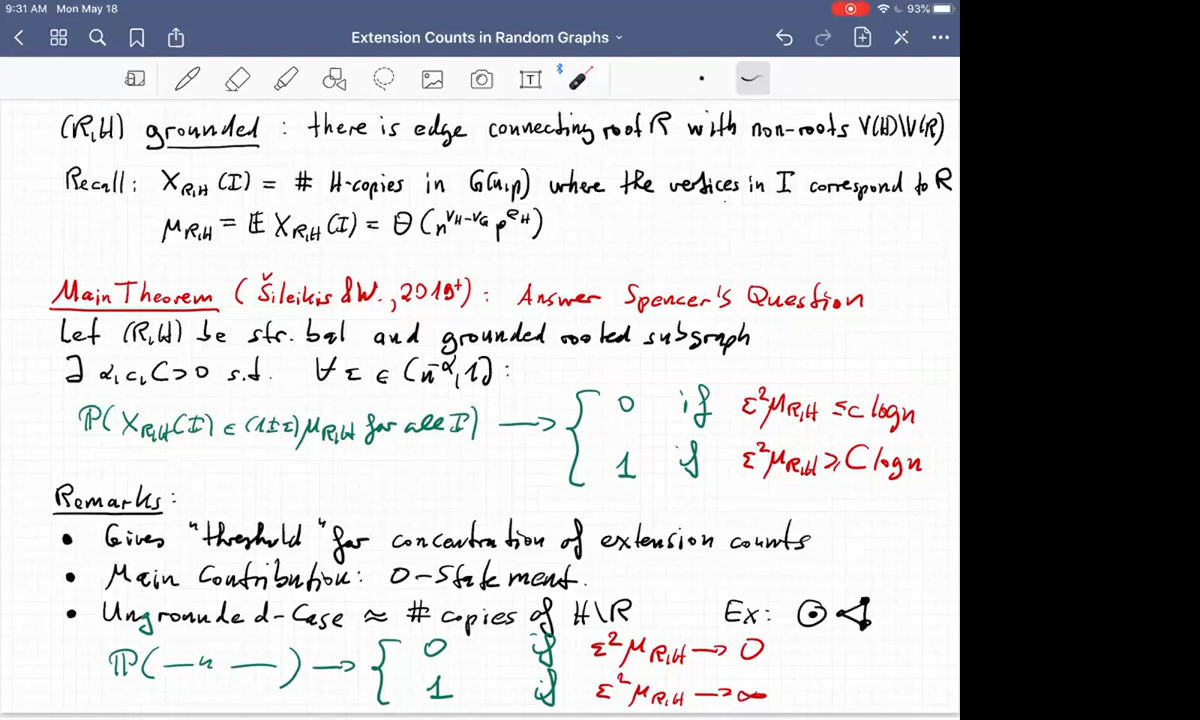 9:31 AM Mon May 18 93%
Extension Counts in Random Graphs
(R,H) grounded : there is edge connecting root R with non-roots V(H)\V(R)
Recall: X_{R,H}(I) = # H-copies in G(n,p) where the vertices in I correspond to R
μ_{R,H} = 𝔼 X_{R,H}(I) = Θ(n^{v_H-v_G} p^{e_H})
Main Theorem (Šileikis & W., 2019+) : Answer Spencer's Question
Let (R,H) be str. bal and grounded rooted subgraph
∃ α, c, C > 0 s.t. ∀ ε ∈ (n^{-α}, 1] :
ℙ(X_{R,H}(I) ∈ (1±ε) μ_{R,H} for all I) → { 0 if ε²μ_{R,H} ≤ c log n
1 if ε²μ_{R,H} ≥ C log n
Remarks:
• Gives "threshold" for concentration of extension counts
• Main Contribution: 0-Statement.
• Ungrounded-Case ≈ # copies of H\R Ex:
ℙ( —"— ) → { 0 if ε²μ_{R,H} → 0
1 if ε²μ_{R,H} → ∞